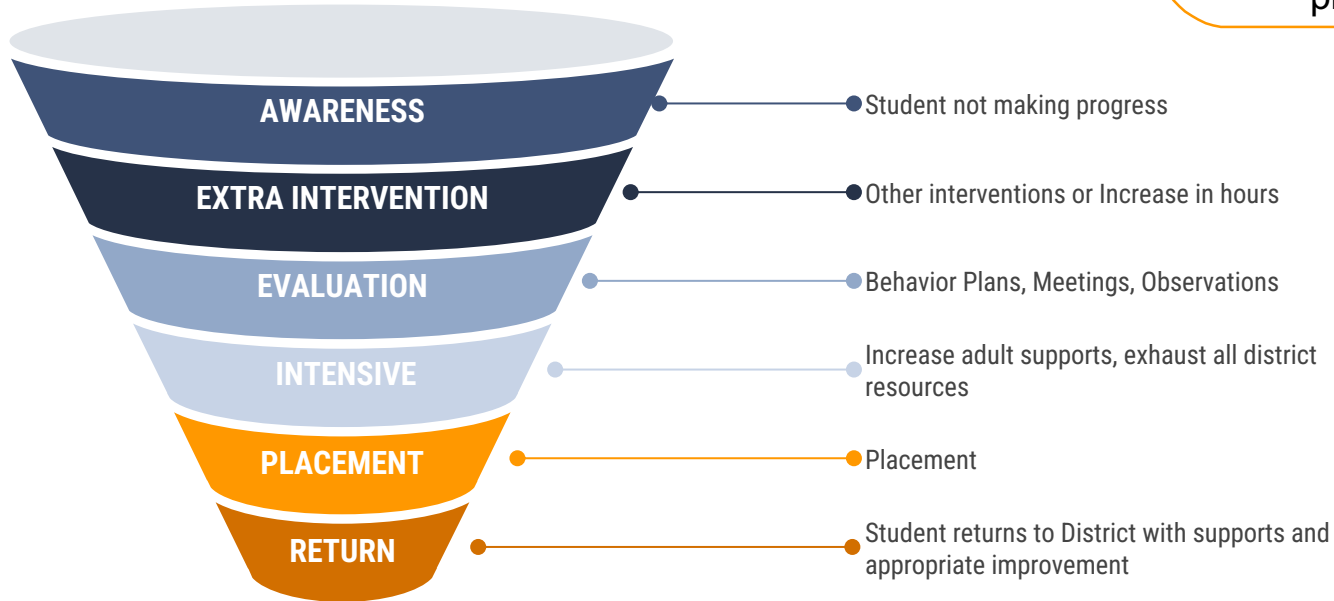 AWARENESS
Student not making progress
EXTRA INTERVENTION
Other interventions or Increase in hours
EVALUATION
Behavior Plans, Meetings, Observations
INTENSIVE
Increase adult supports, exhaust all district
resources
PLACEMENT
Placement
RETURN
Student returns to District with supports and
appropriate improvement